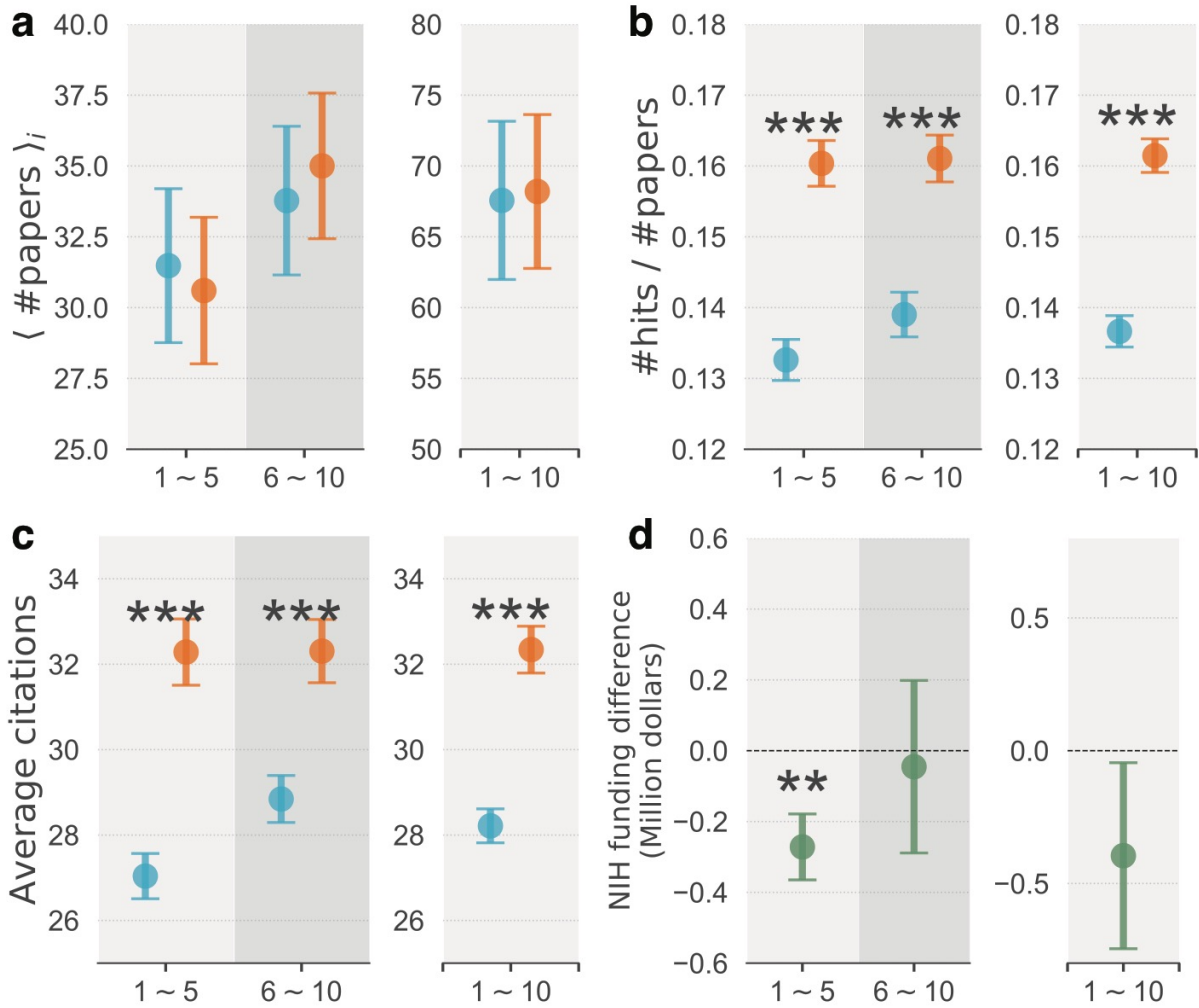 a
⟨ #papers ⟩i
40.0
37.5
35.0
32.5
30.0
27.5
25.0
1 ~ 5
6 ~ 10
80
75
70
65
60
55
50
1 ~ 10
b
#hits / #papers
0.18
0.17
0.16
0.15
0.14
0.13
0.12
***
***
1 ~ 5
6 ~ 10
0.18
0.17
0.16
0.15
0.14
0.13
0.12
***
1 ~ 10
c
Average citations
34
32
30
28
26
***
***
1 ~ 5
6 ~ 10
34
32
30
28
26
***
1 ~ 10
d
NIH funding difference
(Million dollars)
0.6
0.4
0.2
0.0
−0.2
−0.4
−0.6
**
1 ~ 5
6 ~ 10
0.5
0.0
−0.5
1 ~ 10